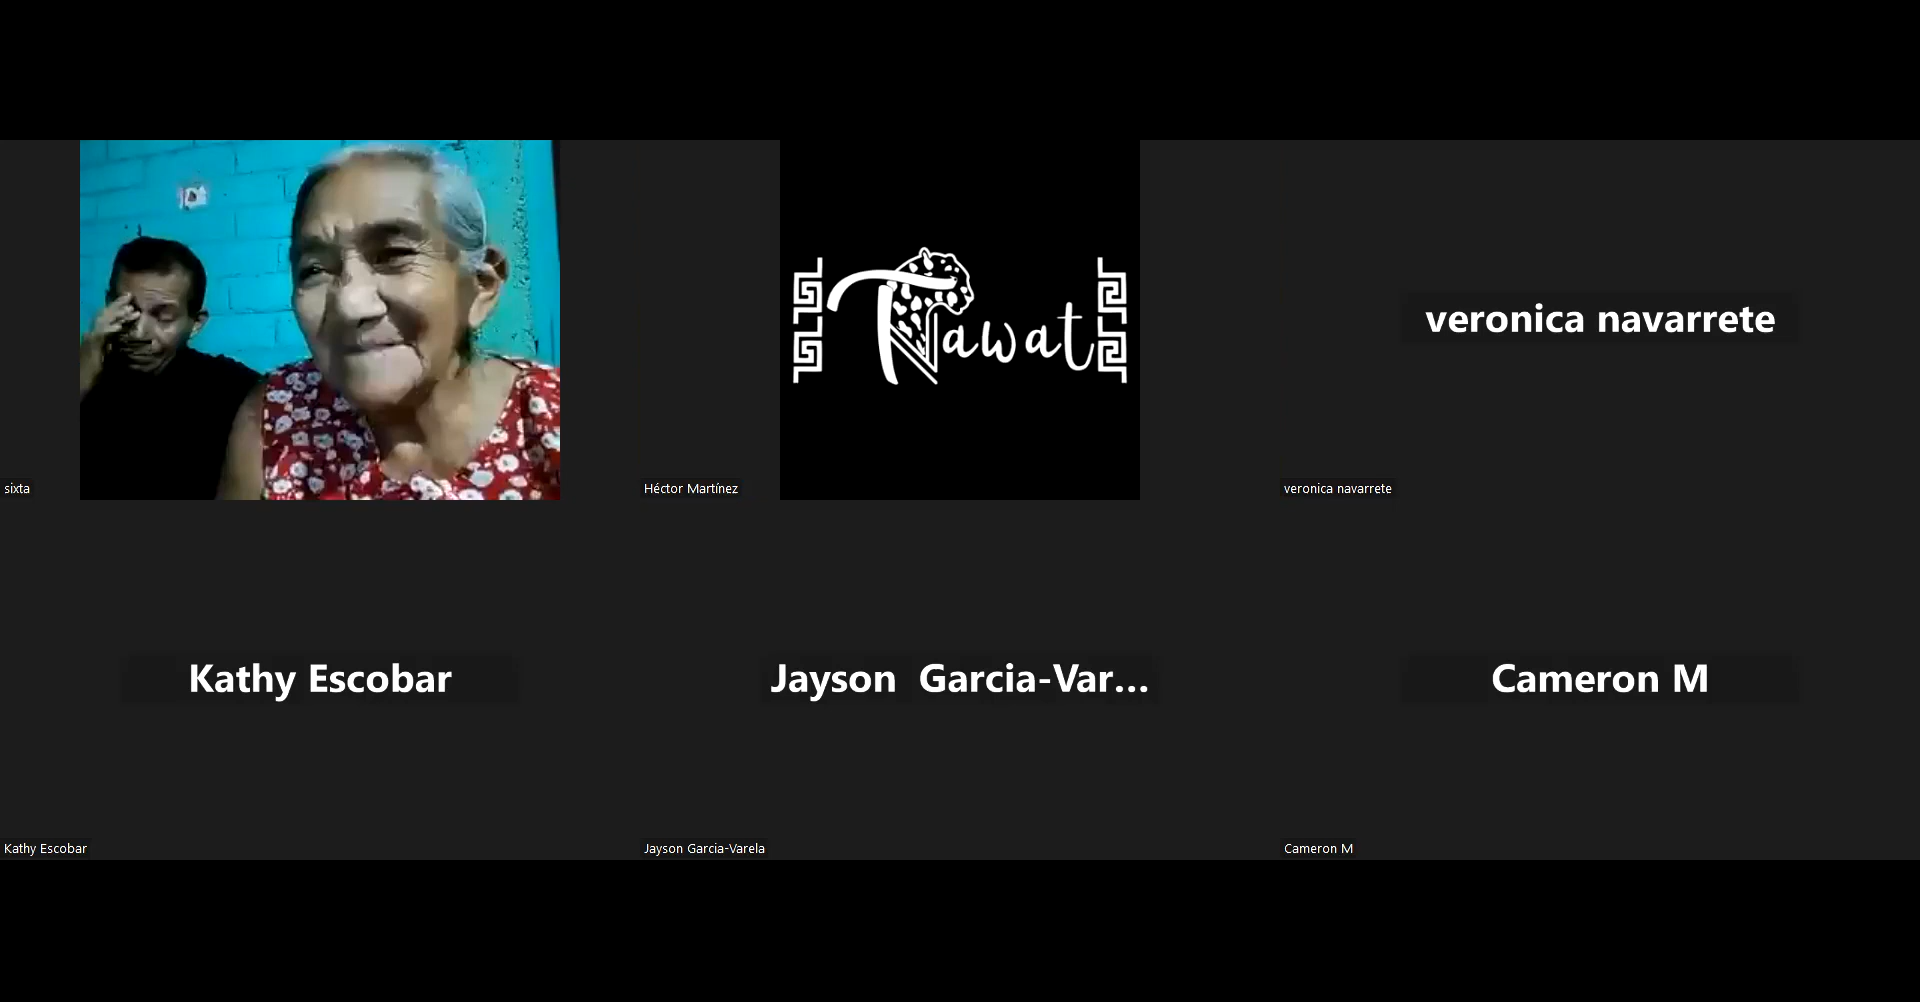 Tawat
veronica navarrete
sixta
Héctor Martínez
veronica navarrete
Kathy Escobar
Jayson  Garcia-Var...
Cameron M
Kathy Escobar
Jayson Garcia-Varela
Cameron M